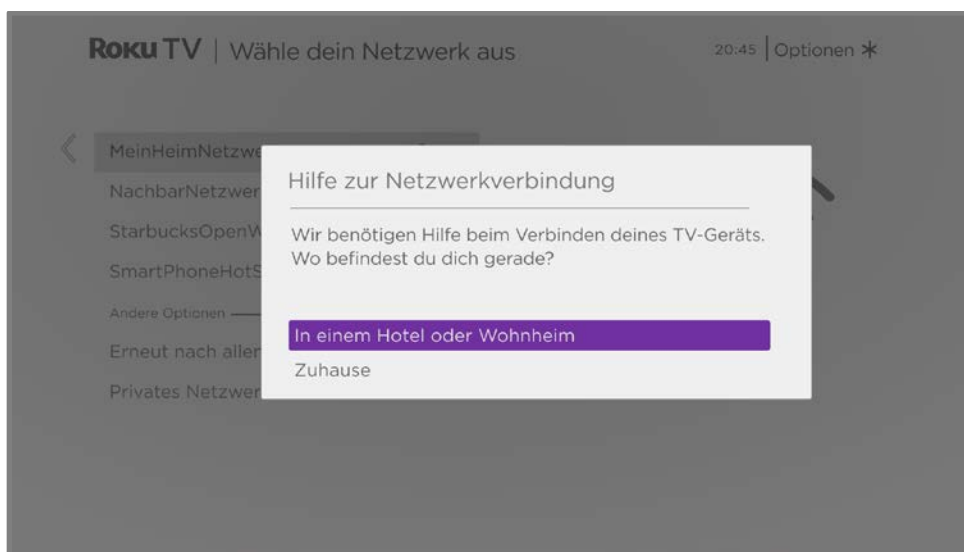 Roku TV | Wähle dein Netzwerk aus
20:45 | Optionen
MeinHeimNetzwe
NachbarNetzwer
StarbucksOpenW
SmartPhoneHotS
Andere Optionen
Erneut nach aller
Privates Netzwer
Hilfe zur Netzwerkverbindung
Wir benötigen Hilfe beim Verbinden deines TV-Geräts.
Wo befindest du dich gerade?
In einem Hotel oder Wohnheim
Zuhause